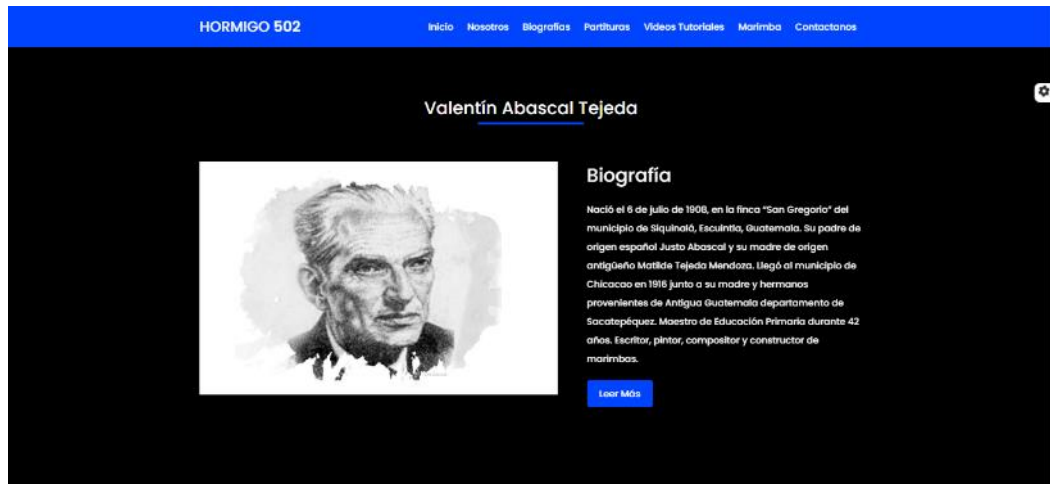 HORMIGO 502
Inicio Nosotros Biografías Partituras Videos Tutoriales Marimba Contactanos
Valentín Abascal Tejeda
Biografía
Nació el 6 de julio de 1908, en la finca “San Gregorio” del
municipio de Siquinalá, Escuintla, Guatemala. Su padre de
origen español Justo Abascal y su madre de origen
antigüeño Matilde Tejeda Mendoza. Llegó al municipio de
Chicacao en 1916 junto a su madre y hermanos
provenientes de Antigua Guatemala departamento de
Sacatepéquez. Maestro de Educación Primaria durante 42
años. Escritor, pintor, compositor y constructor de
marimbas.
Leer Más